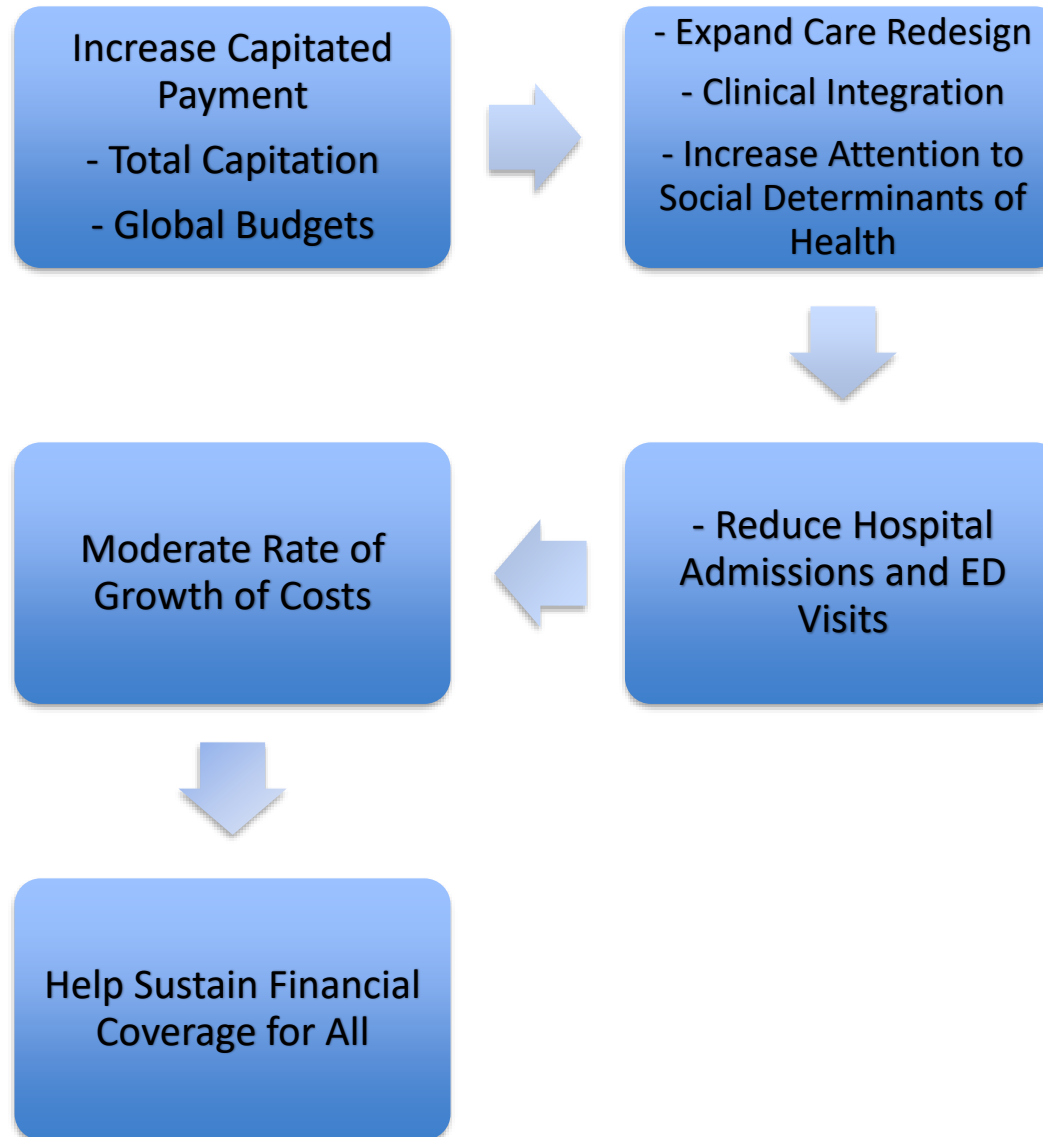 Increase Capitated
Payment
- Total Capitation
- Global Budgets
- Expand Care Redesign
- Clinical Integration
- Increase Attention to
Social Determinants of
Health
- Reduce Hospital
Admissions and ED
Visits
Moderate Rate of
Growth of Costs
Help Sustain Financial
Coverage for All